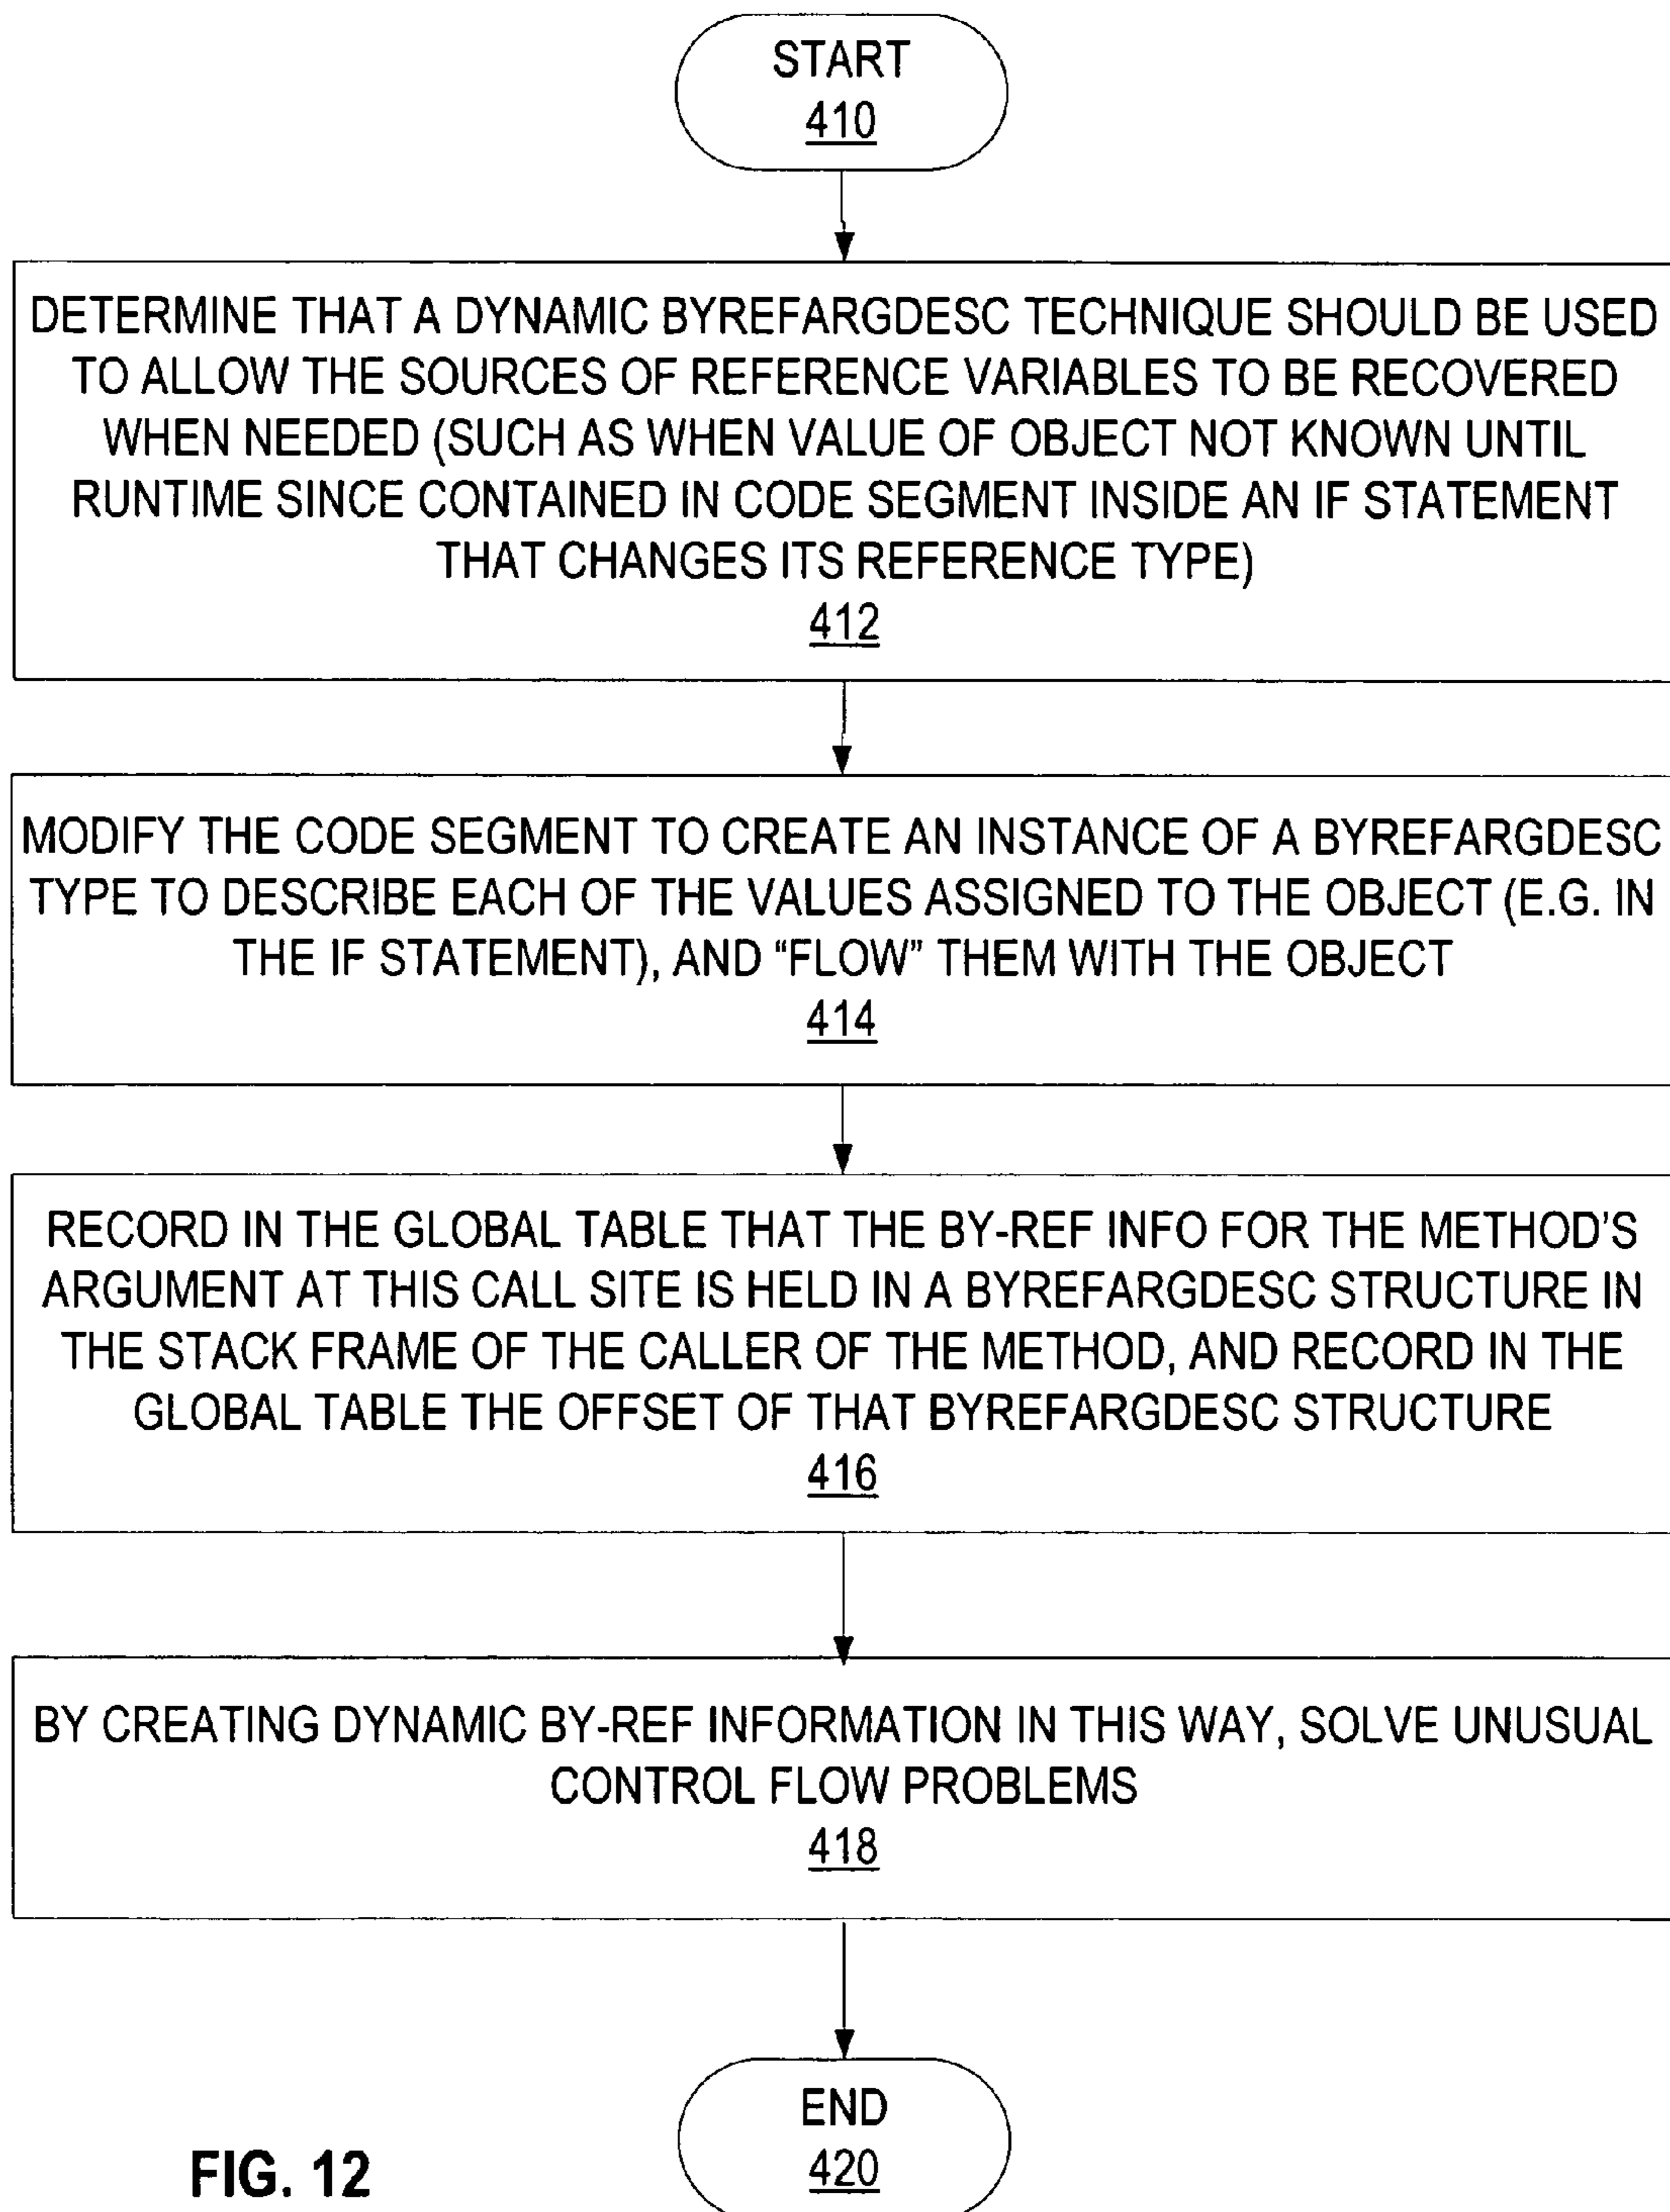 START
410
DETERMINE THAT A DYNAMIC BYREFARGDESC TECHNIQUE SHOULD BE USED
TO ALLOW THE SOURCES OF REFERENCE VARIABLES TO BE RECOVERED
WHEN NEEDED (SUCH AS WHEN VALUE OF OBJECT NOT KNOWN UNTIL
RUNTIME SINCE CONTAINED IN CODE SEGMENT INSIDE AN IF STATEMENT
THAT CHANGES ITS REFERENCE TYPE)
412
MODIFY THE CODE SEGMENT TO CREATE AN INSTANCE OF A BYREFARGDESC
TYPE TO DESCRIBE EACH OF THE VALUES ASSIGNED TO THE OBJECT (E.G. IN
THE IF STATEMENT), AND “FLOW” THEM WITH THE OBJECT
414
RECORD IN THE GLOBAL TABLE THAT THE BY-REF INFO FOR THE METHOD’S
ARGUMENT AT THIS CALL SITE IS HELD IN A BYREFARGDESC STRUCTURE IN
THE STACK FRAME OF THE CALLER OF THE METHOD, AND RECORD IN THE
GLOBAL TABLE THE OFFSET OF THAT BYREFARGDESC STRUCTURE
416
BY CREATING DYNAMIC BY-REF INFORMATION IN THIS WAY, SOLVE UNUSUAL
CONTROL FLOW PROBLEMS
418
END
420
FIG. 12